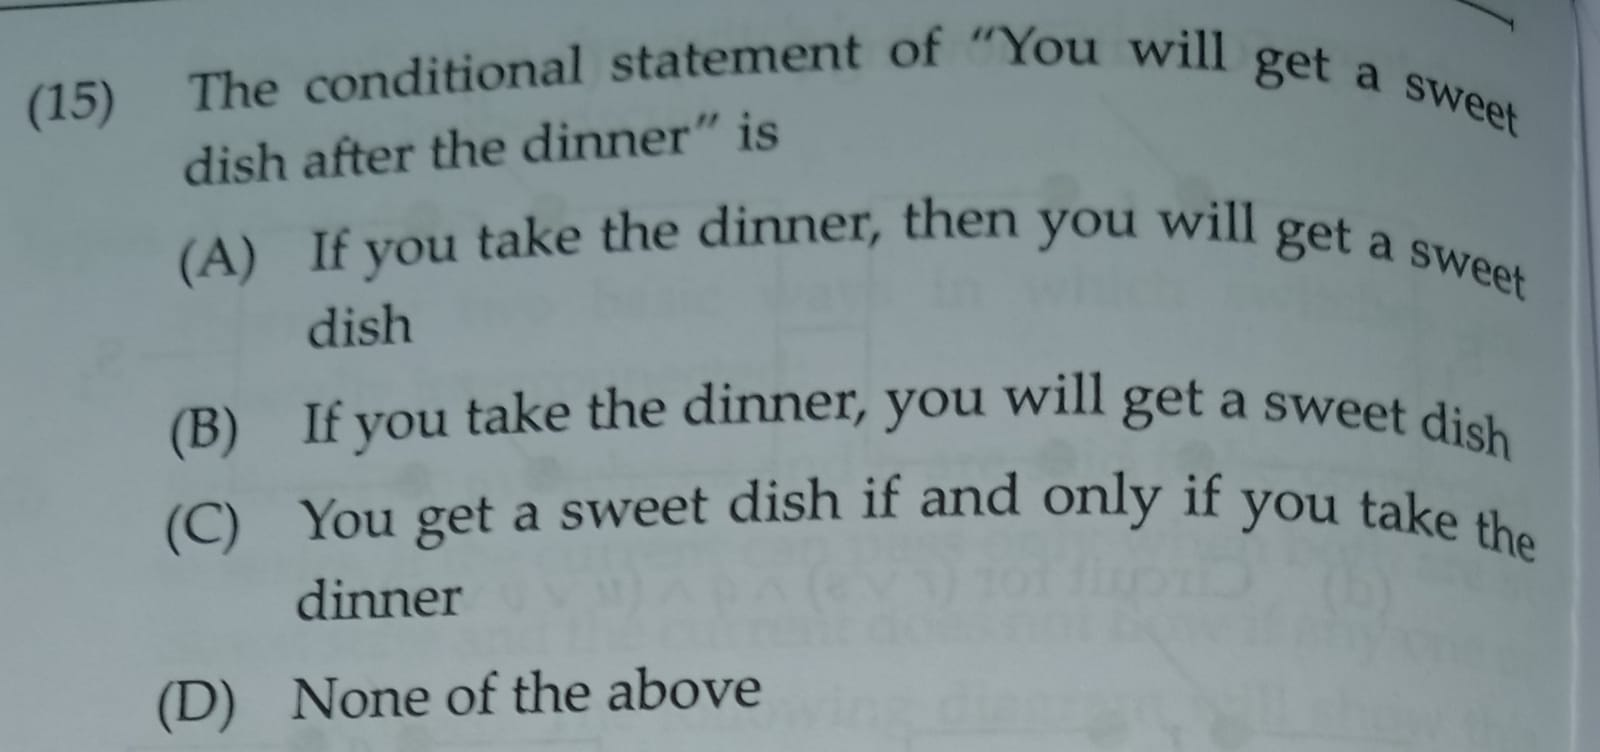 (15) The conditional statement of "You will get a sweet
dish after the dinner" is
(A) If you take the dinner, then you will get a sweet
dish
(B) If you take the dinner, you will get a sweet dish
(C) You get a sweet dish if and only if you take the
dinner
(D) None of the above